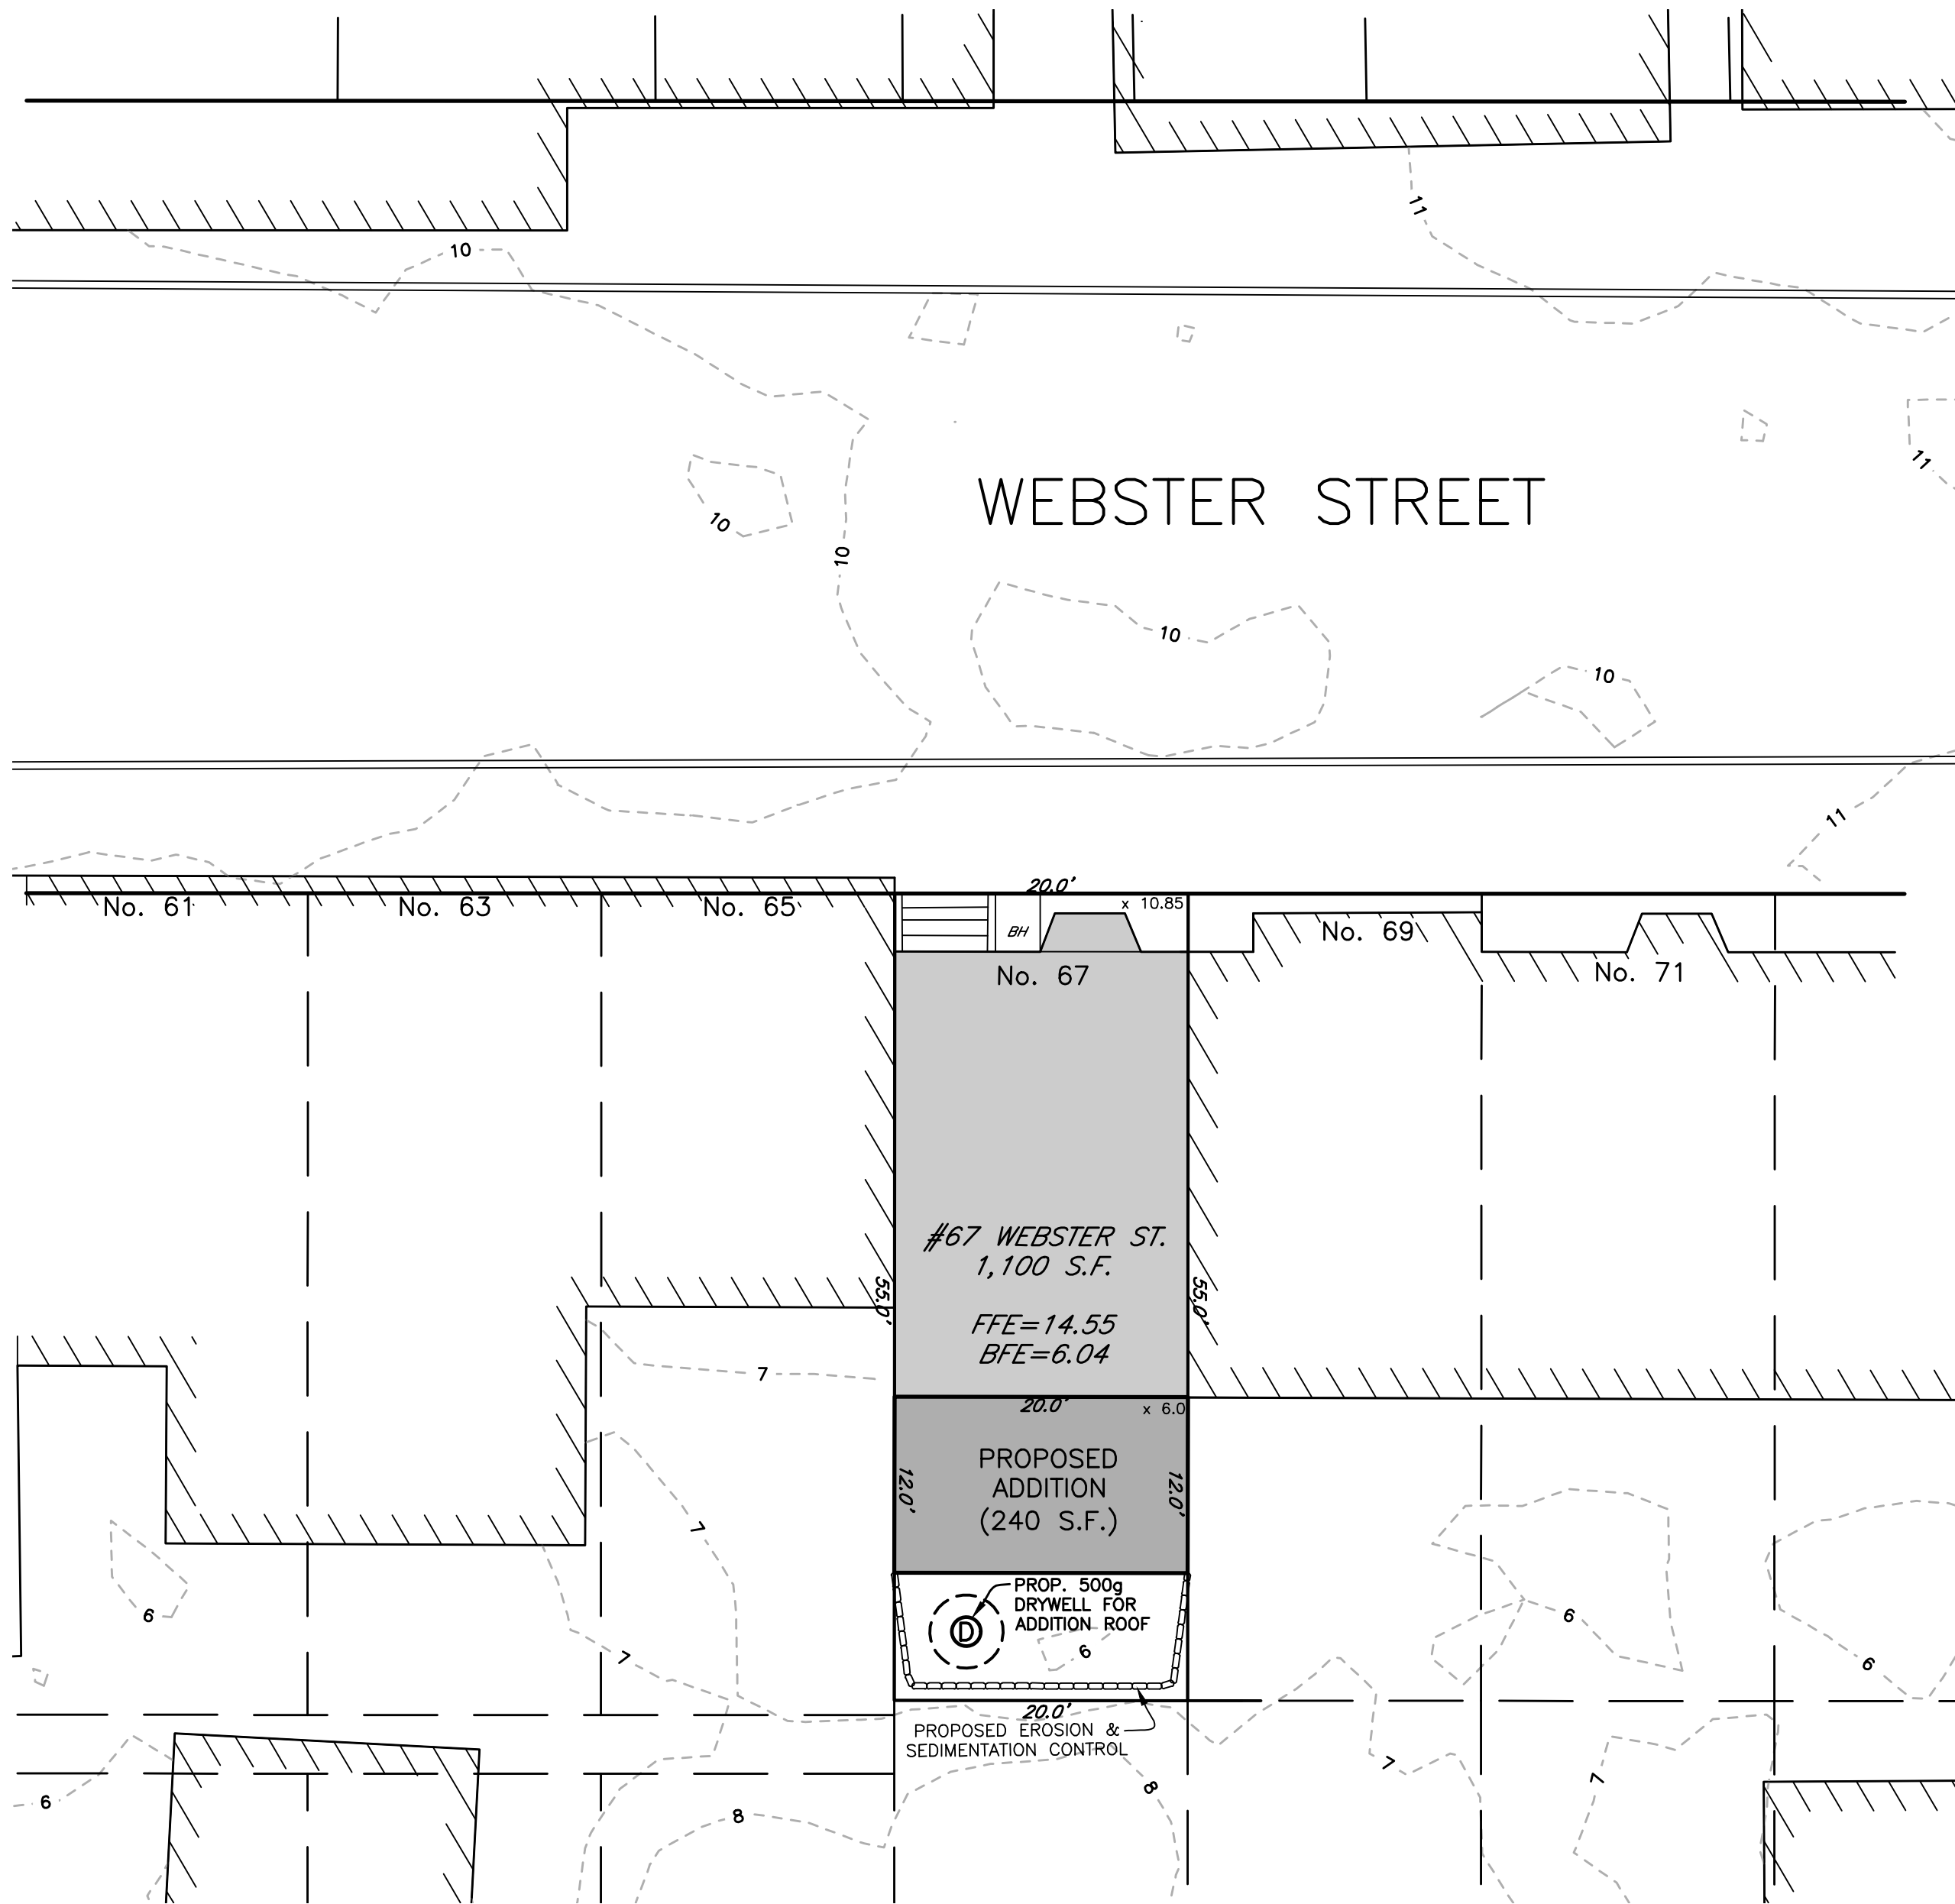 11
10
10
11
WEBSTER STREET
10
10
10
11
20.0'
No. 61
No. 63
No. 65
x 10.85
BH
No. 69
No. 67
No. 71
#67 WEBSTER ST.
1,100 S.F.
55.0'
55.0'
FFE=14.55
BFE=6.04
7
20.0'
x 6.0
PROPOSED
ADDITION
(240 S.F.)
12.0'
12.0'
7
6
PROP. 500g
DRYWELL FOR
ADDITION ROOF
D
6
6
7
6
20.0'
PROPOSED EROSION &
SEDIMENTATION CONTROL
7
7
6
8
8